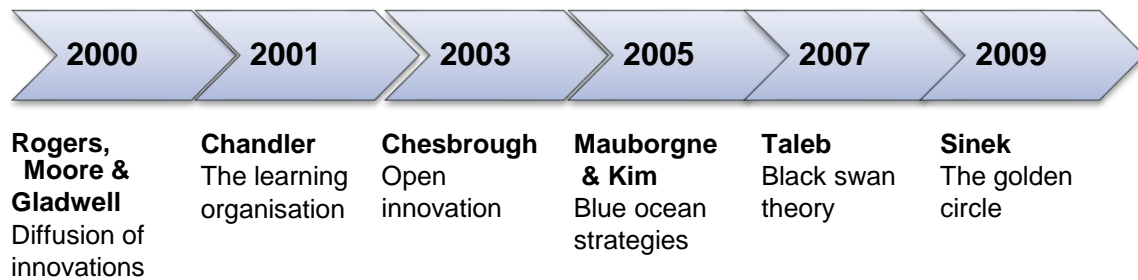 2000
2001
2003
2005
2007
2009
Rogers,
Moore &
Gladwell
Diffusion of
innovations
Chandler
The learning
organisation
Chesbrough
Open
innovation
Mauborgne
& Kim
Blue ocean
strategies
Taleb
Black swan
theory
Sinek
The golden
circle